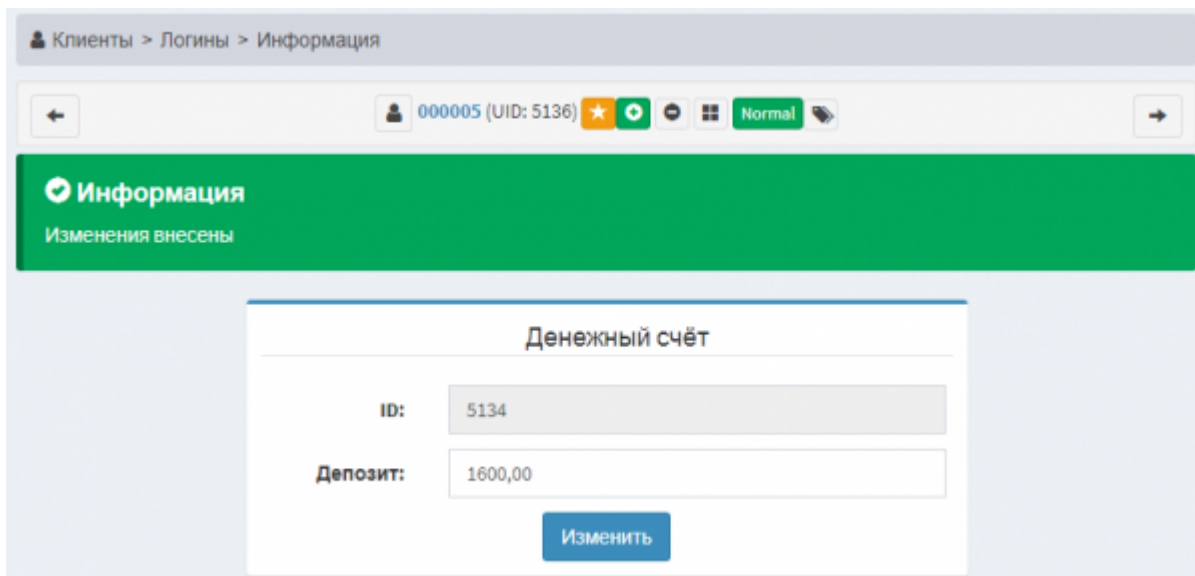 Клиенты > Логины > Информация
000005 (UID: 5136) Normal
Информация
Изменения внесены
Денежный счёт
ID: 5134
Депозит: 1600,00
Изменить